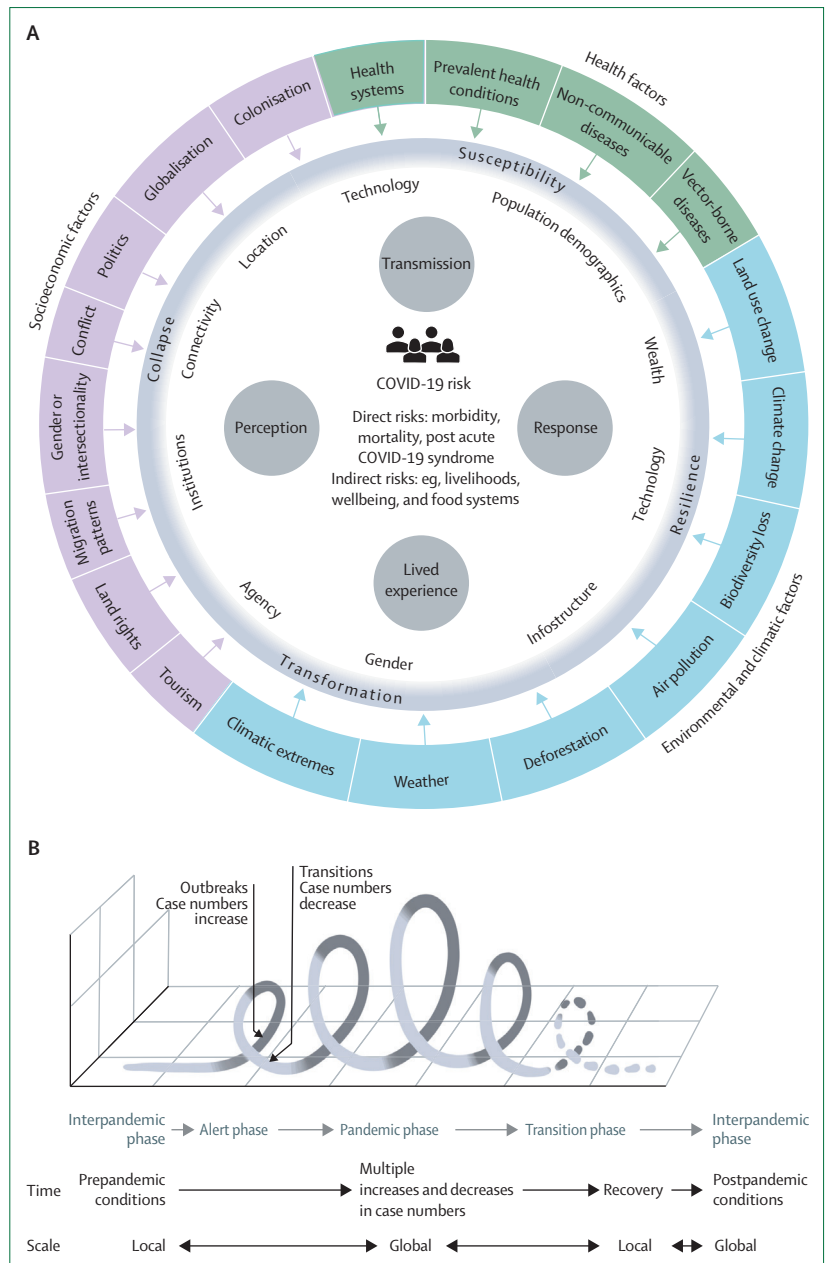 A
Health factors
Socioeconomic factors
Environmental and climatic factors
Health
systems
Prevalent health
conditions
Non-communicable
diseases
Vector-borne
diseases
Land use change
Climate change
Biodiversity loss
Air pollution
Deforestation
Weather
Climatic extremes
Tourism
Land rights
Migration
patterns
Gender or
intersectionality
Conflict
Politics
Globalisation
Colonisation
Susceptibility
Resilience
Transformation
Collapse
Technology
Population demographics
Wealth
Technology
Infostructure
Gender
Agency
Institutions
Connectivity
Location
Transmission
Perception
Response
Lived
experience
COVID-19 risk
Direct risks: morbidity,
mortality, post acute
COVID-19 syndrome
Indirect risks: eg, livelihoods,
wellbeing, and food systems
B
Outbreaks
Case numbers
increase
Transitions
Case numbers
decrease
Interpandemic
phase
Alert phase
Pandemic phase
Transition phase
Interpandemic
phase
Time
Prepandemic
conditions
Multiple
increases and decreases
in case numbers
Recovery
Postpandemic
conditions
Scale
Local
Global
Local
Global